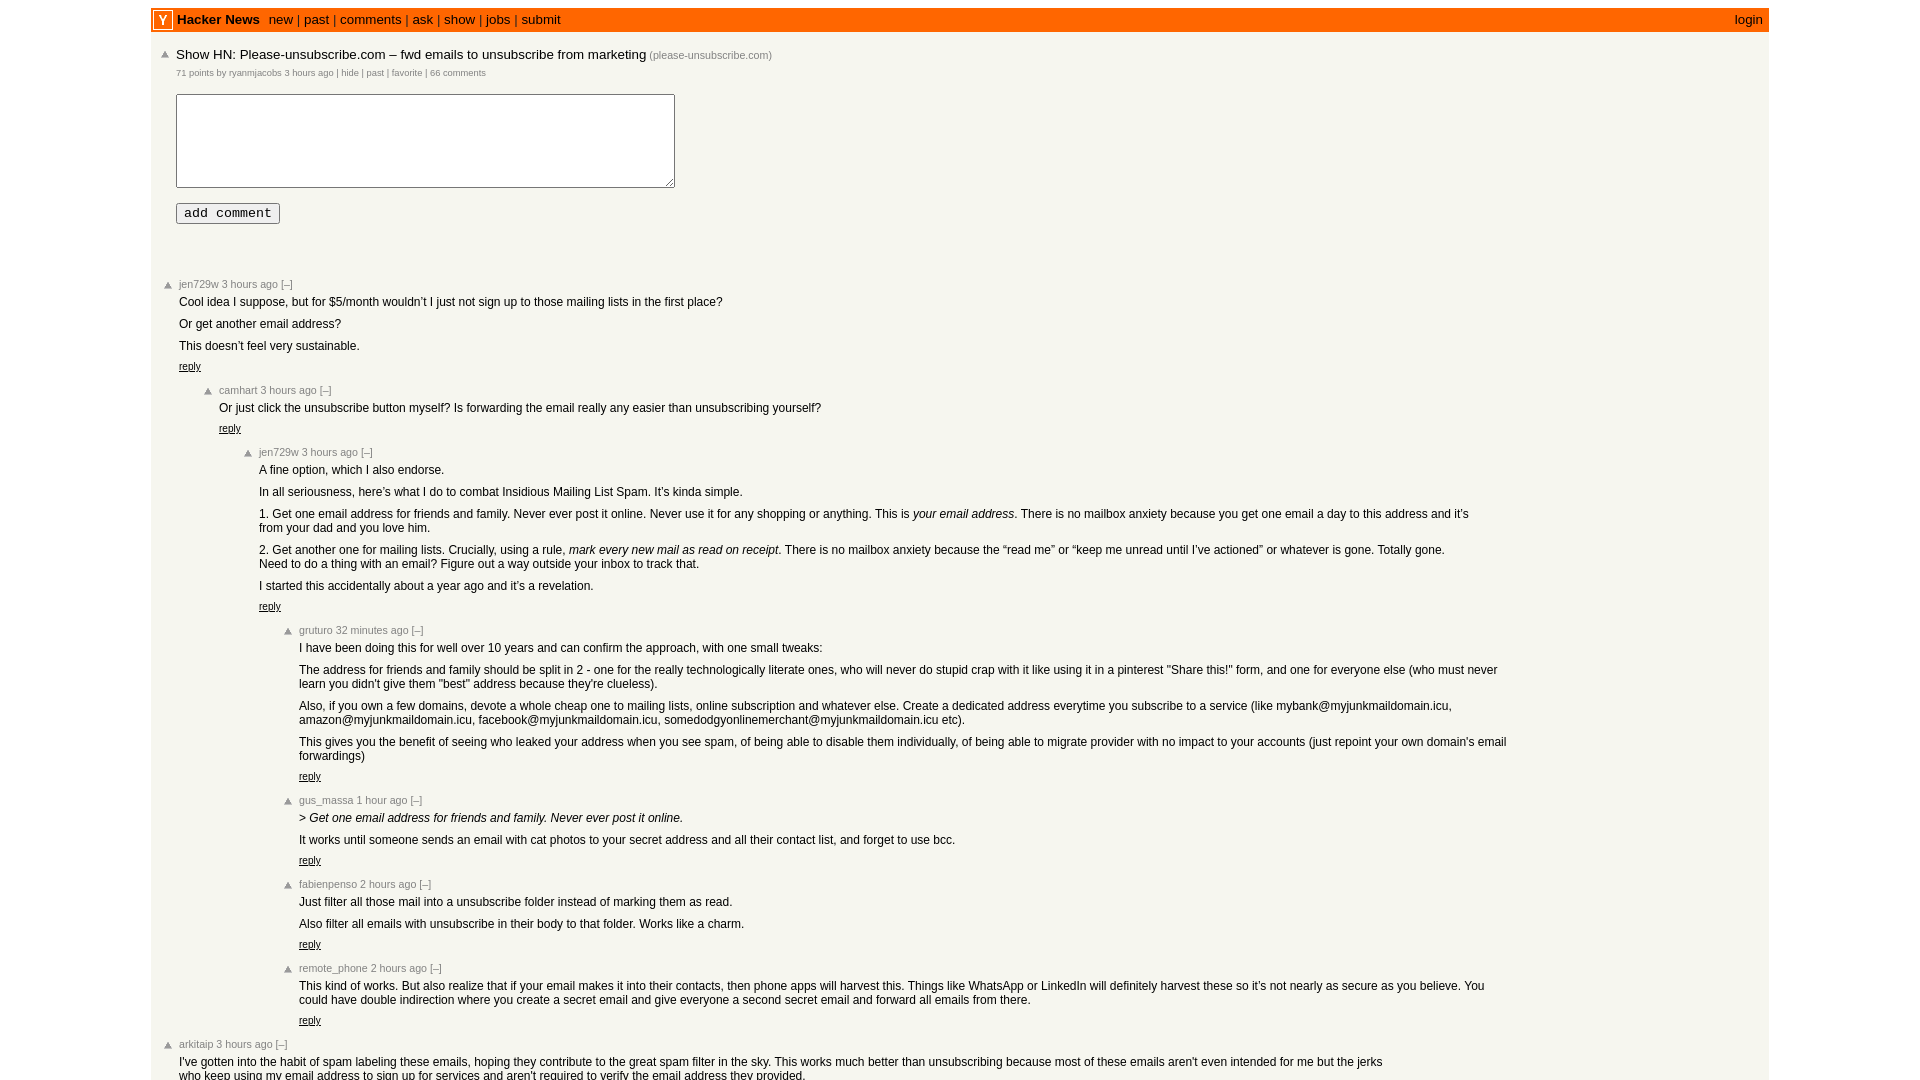 Y Hacker News new | past | comments | ask | show | jobs | submit login
Show HN: Please-unsubscribe.com – fwd emails to unsubscribe from marketing (please-unsubscribe.com)
71 points by ryanmjacobs 3 hours ago | hide | past | favorite | 66 comments
add comment
jen729w 3 hours ago [–]
Cool idea I suppose, but for $5/month wouldn’t I just not sign up to those mailing lists in the first place?
Or get another email address?
This doesn’t feel very sustainable.
reply
camhart 3 hours ago [–]
Or just click the unsubscribe button myself? Is forwarding the email really any easier than unsubscribing yourself?
reply
jen729w 3 hours ago [–]
A fine option, which I also endorse.
In all seriousness, here’s what I do to combat Insidious Mailing List Spam. It’s kinda simple.
1. Get one email address for friends and family. Never ever post it online. Never use it for any shopping or anything. This is your email address. There is no mailbox anxiety because you get one email a day to this address and it’s
from your dad and you love him.
2. Get another one for mailing lists. Crucially, using a rule, mark every new mail as read on receipt. There is no mailbox anxiety because the “read me” or “keep me unread until I’ve actioned” or whatever is gone. Totally gone.
Need to do a thing with an email? Figure out a way outside your inbox to track that.
I started this accidentally about a year ago and it’s a revelation.
reply
gruturo 32 minutes ago [–]
I have been doing this for well over 10 years and can confirm the approach, with one small tweaks:
The address for friends and family should be split in 2 - one for the really technologically literate ones, who will never do stupid crap with it like using it in a pinterest "Share this!" form, and one for everyone else (who must never
learn you didn't give them "best" address because they're clueless).
Also, if you own a few domains, devote a whole cheap one to mailing lists, online subscription and whatever else. Create a dedicated address everytime you subscribe to a service (like mybank@myjunkmaildomain.icu,
amazon@myjunkmaildomain.icu, facebook@myjunkmaildomain.icu, somedodgyonlinemerchant@myjunkmaildomain.icu etc).
This gives you the benefit of seeing who leaked your address when you see spam, of being able to disable them individually, of being able to migrate provider with no impact to your accounts (just repoint your own domain's email
forwardings)
reply
gus_massa 1 hour ago [–]
> Get one email address for friends and family. Never ever post it online.
It works until someone sends an email with cat photos to your secret address and all their contact list, and forget to use bcc.
reply
fabienpenso 2 hours ago [–]
Just filter all those mail into a unsubscribe folder instead of marking them as read.
Also filter all emails with unsubscribe in their body to that folder. Works like a charm.
reply
remote_phone 2 hours ago [–]
This kind of works. But also realize that if your email makes it into their contacts, then phone apps will harvest this. Things like WhatsApp or LinkedIn will definitely harvest these so it’s not nearly as secure as you believe. You
could have double indirection where you create a secret email and give everyone a second secret email and forward all emails from there.
reply
arkitaip 3 hours ago [–]
I've gotten into the habit of spam labeling these emails, hoping they contribute to the great spam filter in the sky. This works much better than unsubscribing because most of these emails aren't even intended for me but the jerks
who keep using my email address to sign up for services and aren't required to verify the email address they provided.